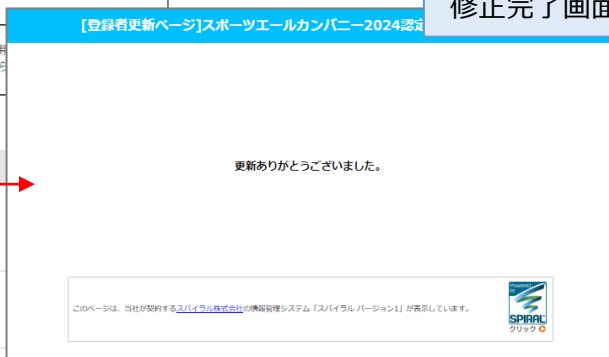 修正完了画面
[登録者更新ページ]スポーツエールカンパニー2024認定
更新ありがとうございました。
このページは、当社が契約するスパイラル株式会社の情報管理システム「スパイラル バージョン1」が表示しています。
Powered by
SPIRAL
クリック